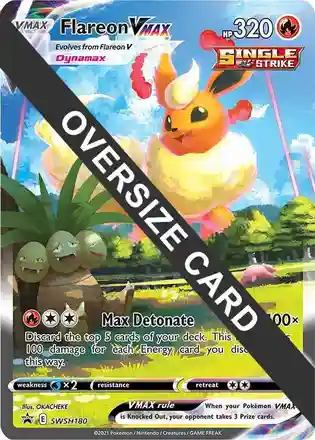 VMAX
Flareon VMAX
HP 320
Evolves from Flareon V
Dynamax
SINGLE STRIKE
OVERSIZE CARD
Max Detonate 100×
Discard the top 5 cards of your deck. This
100 damage for each Energy card you disc
this way.
weakness ×2 resistance retreat
VMAX rule
When your Pokémon VMAX
is Knocked Out, your opponent takes 3 Prize cards.
Illus. OKACHEKE
E SWSH180
©2021 Pokémon / Nintendo / Creatures / GAME FREAK